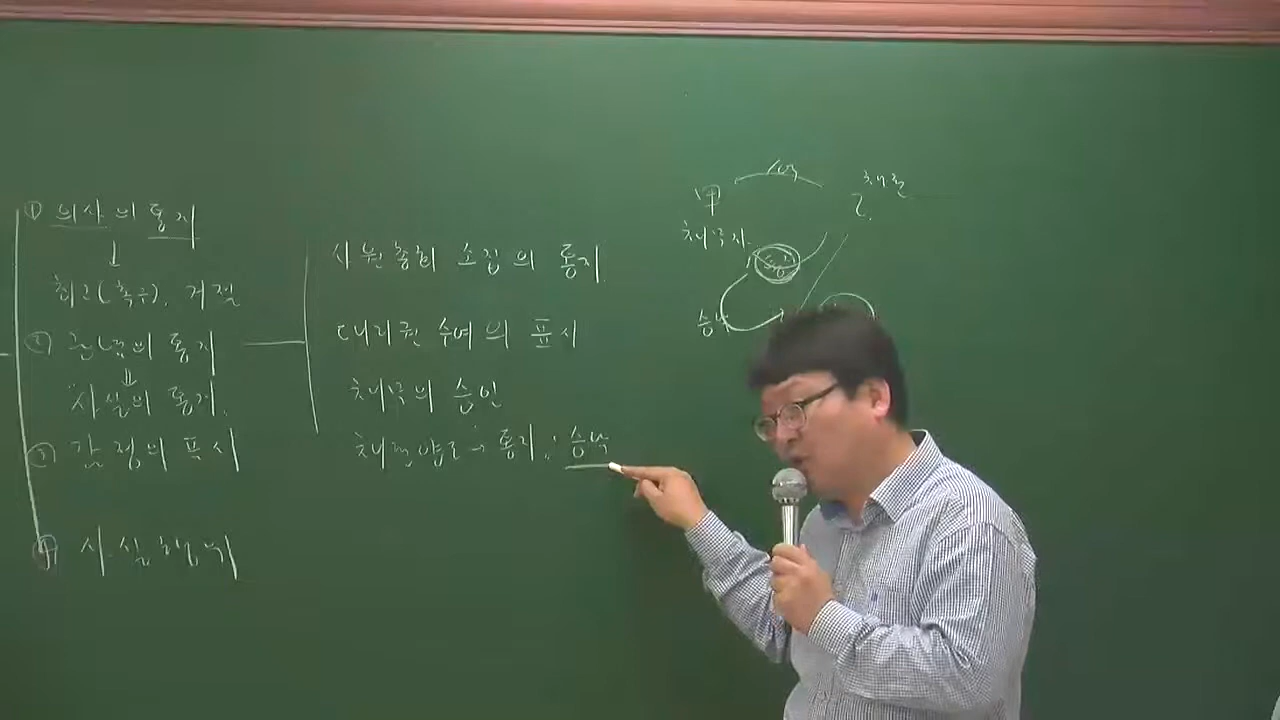 ① 의사의 통지
↓
최고(촉구), 거절
② 관념의 통지
⇓
사실의 통지.
③ 감정의 표시
④ 사실행위
사원총회 소집의 통지
대리권 수여의 표시
채무의 승인
채권양도→통지, 승낙
甲
乙.
채권
채무자
승낙